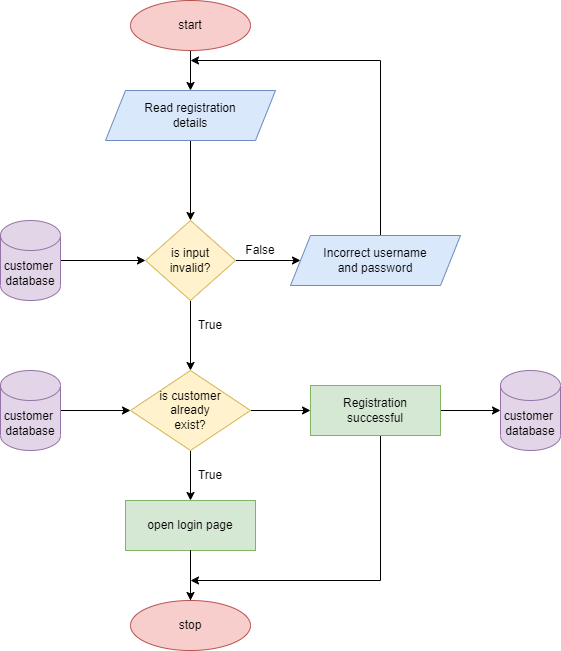 start
Read registration
details
is input
invalid?
False
Incorrect username
and password
customer
database
True
customer
database
is customer
already
exist?
Registration
successful
customer
database
True
open login page
stop